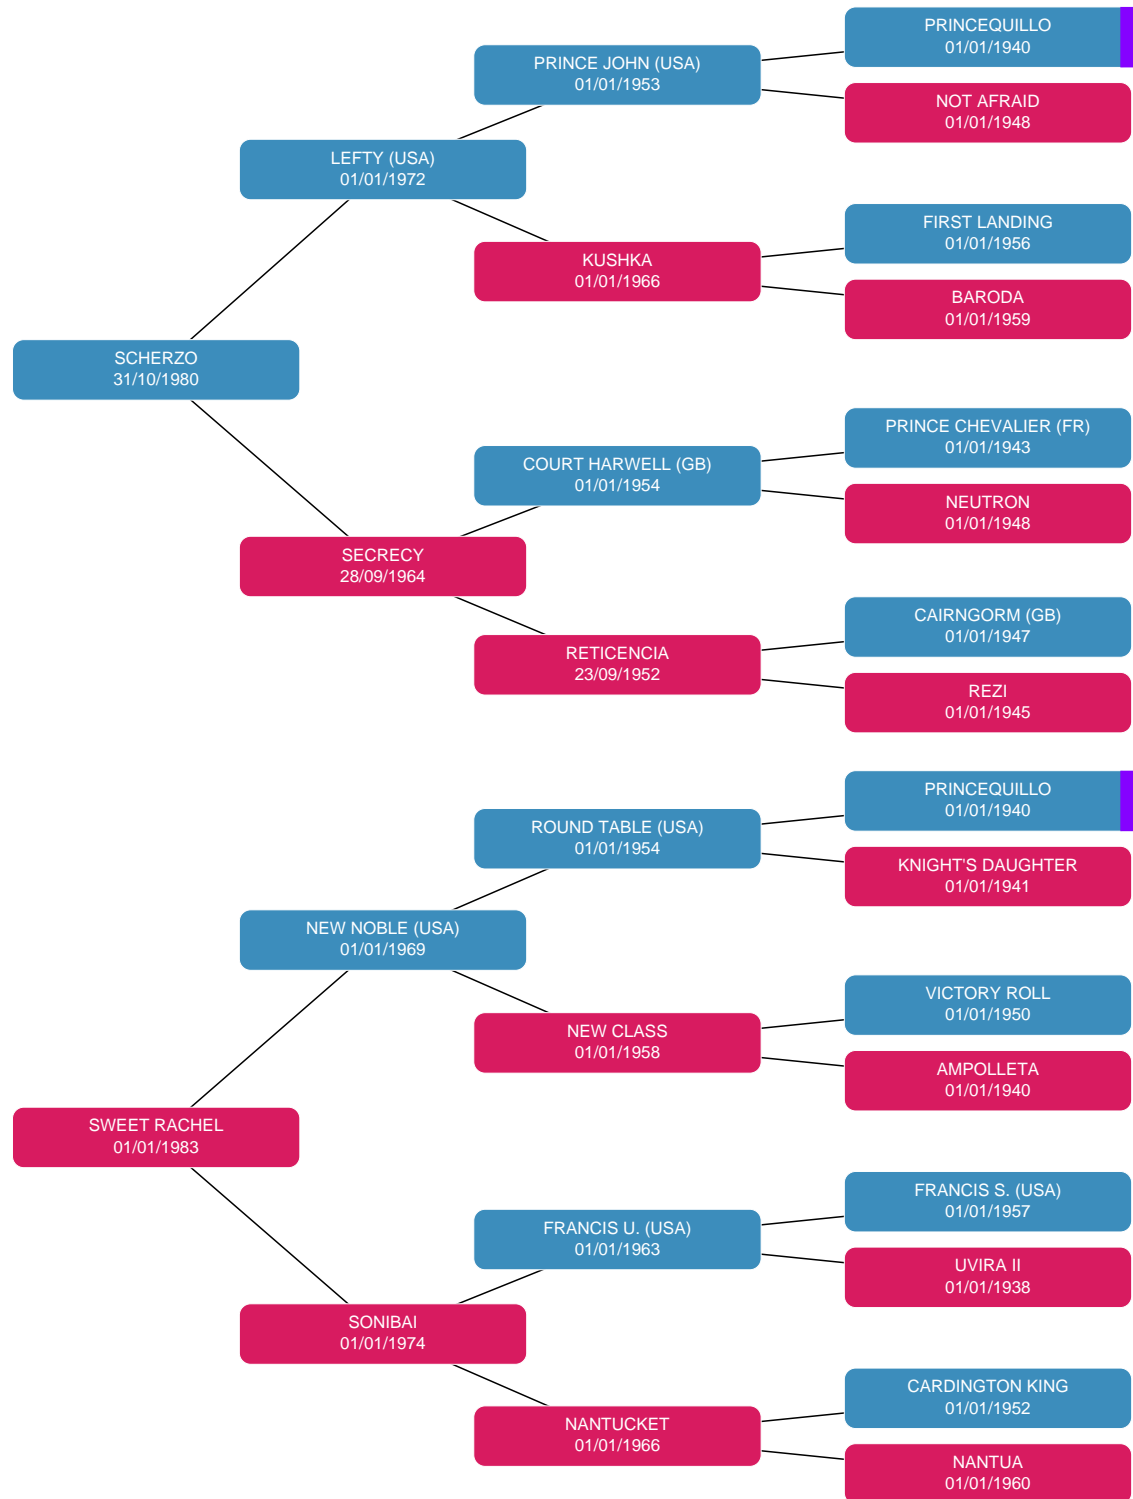 PRINCEQUILLO
01/01/1940
PRINCE JOHN (USA)
01/01/1953
NOT AFRAID
01/01/1948
LEFTY (USA)
01/01/1972
FIRST LANDING
01/01/1956
KUSHKA
01/01/1966
BARODA
01/01/1959
SCHERZO
31/10/1980
PRINCE CHEVALIER (FR)
01/01/1943
COURT HARWELL (GB)
01/01/1954
NEUTRON
01/01/1948
SECRECY
28/09/1964
CAIRNGORM (GB)
01/01/1947
RETICENCIA
23/09/1952
REZI
01/01/1945
PRINCEQUILLO
01/01/1940
ROUND TABLE (USA)
01/01/1954
KNIGHT'S DAUGHTER
01/01/1941
NEW NOBLE (USA)
01/01/1969
VICTORY ROLL
01/01/1950
NEW CLASS
01/01/1958
AMPOLLETA
01/01/1940
SWEET RACHEL
01/01/1983
FRANCIS S. (USA)
01/01/1957
FRANCIS U. (USA)
01/01/1963
UVIRA II
01/01/1938
SONIBAI
01/01/1974
CARDINGTON KING
01/01/1952
NANTUCKET
01/01/1966
NANTUA
01/01/1960